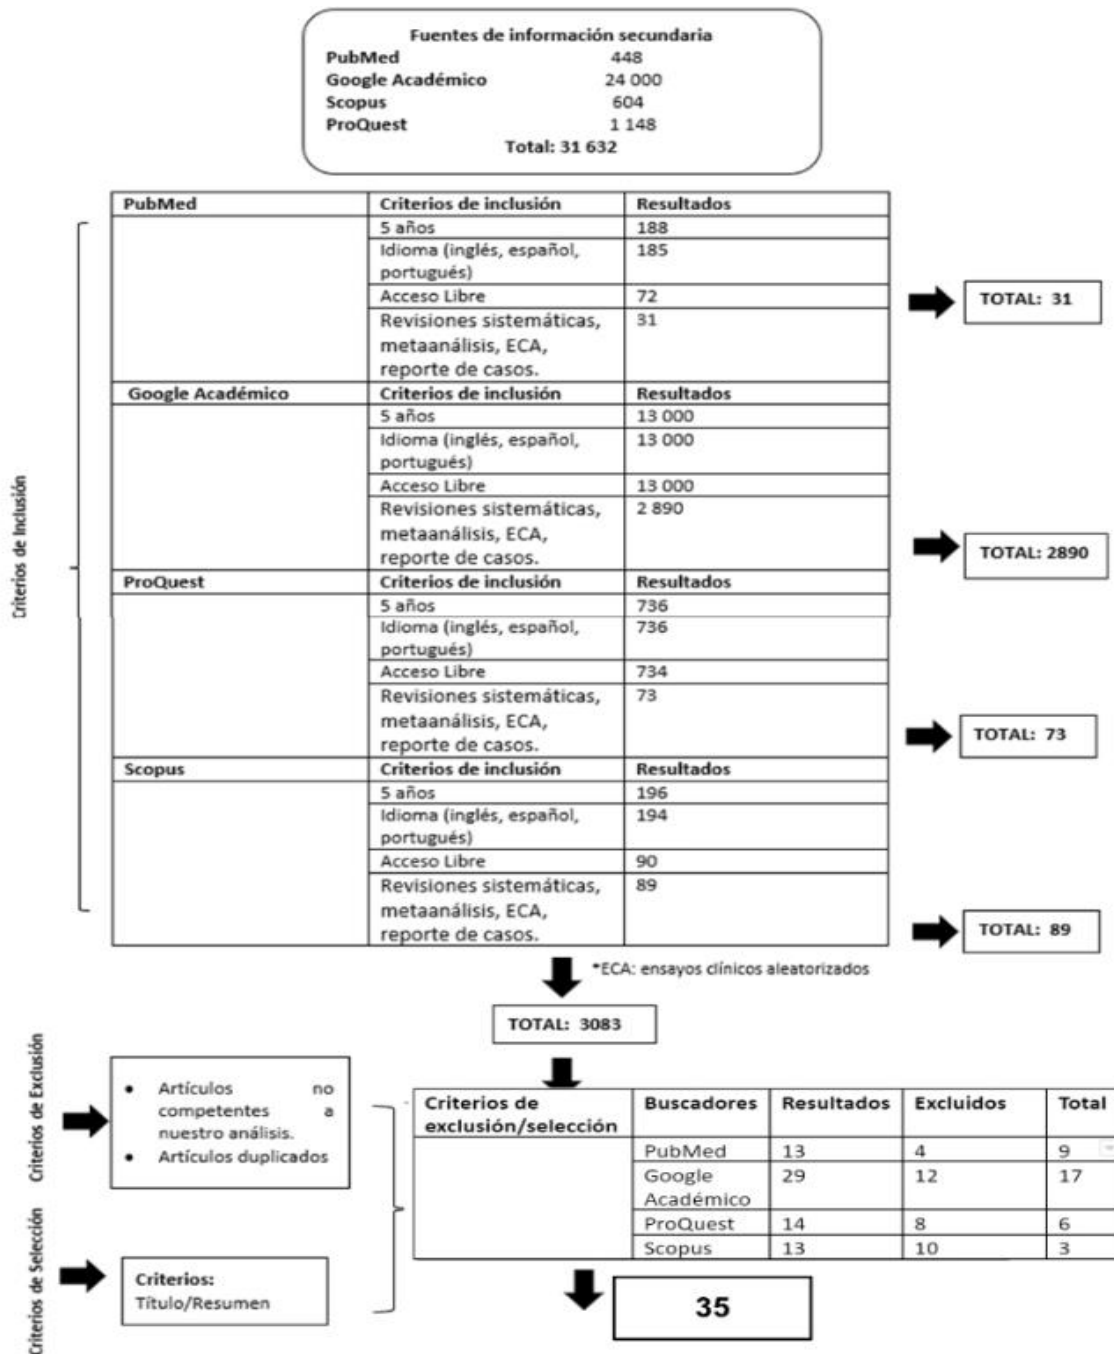 Fuentes de información secundaria
PubMed 448
Google Académico 24 000
Scopus 604
ProQuest 1 148
Total: 31 632
Criterios de Inclusión
PubMed Criterios de inclusión Resultados
5 años 188
Idioma (inglés, español, 185
portugués)
Acceso Libre 72
Revisiones sistemáticas, 31
metaanálisis, ECA,
reporte de casos.
TOTAL: 31
Google Académico Criterios de inclusión Resultados
5 años 13 000
Idioma (inglés, español, 13 000
portugués)
Acceso Libre 13 000
Revisiones sistemáticas, 2 890
metaanálisis, ECA,
reporte de casos.
TOTAL: 2890
ProQuest Criterios de inclusión Resultados
5 años 736
Idioma (inglés, español, 736
portugués)
Acceso Libre 734
Revisiones sistemáticas, 73
metaanálisis, ECA,
reporte de casos.
TOTAL: 73
Scopus Criterios de inclusión Resultados
5 años 196
Idioma (inglés, español, 194
portugués)
Acceso Libre 90
Revisiones sistemáticas, 89
metaanálisis, ECA,
reporte de casos.
TOTAL: 89
*ECA: ensayos clínicos aleatorizados
TOTAL: 3083
Criterios de Exclusión
• Artículos no
competentes a
nuestro análisis.
• Artículos duplicados
Criterios de Selección
Criterios:
Título/Resumen
Criterios de Buscadores Resultados Excluidos Total
exclusión/selección
PubMed 13 4 9
Google 29 12 17
Académico
ProQuest 14 8 6
Scopus 13 10 3
35